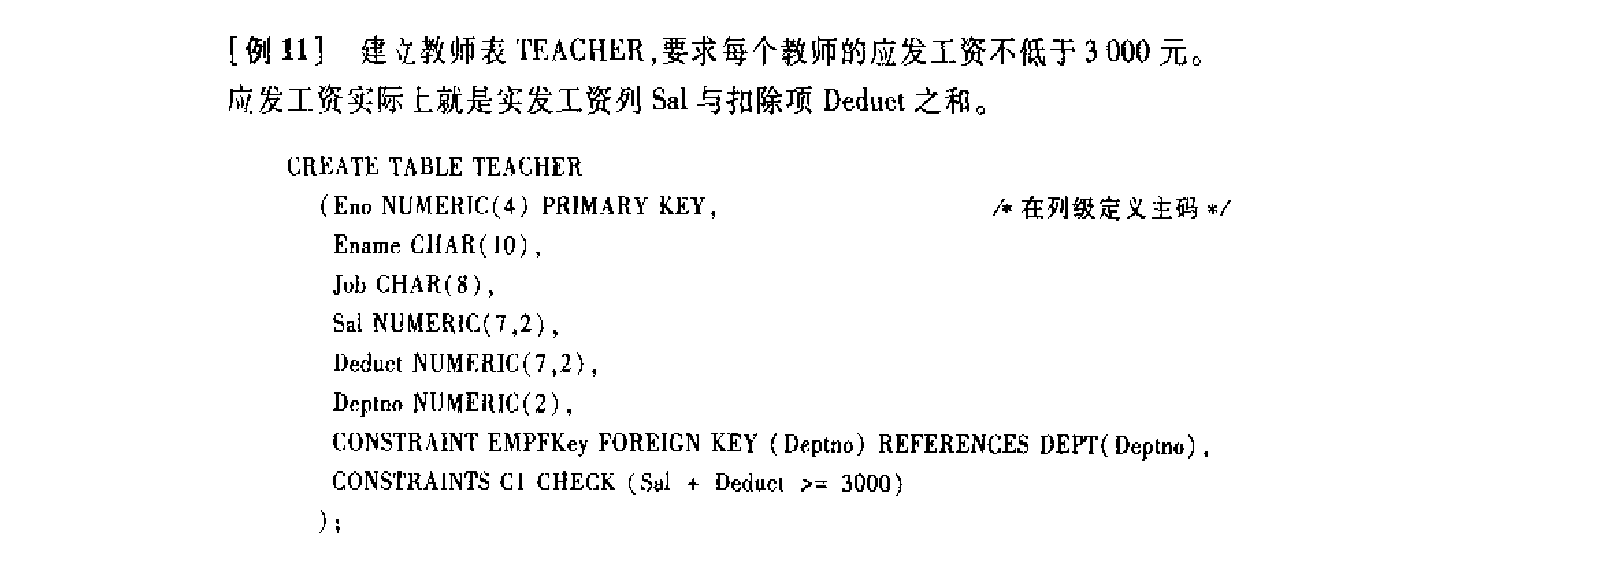 [例 11] 建立教师表 TEACHER,要求每个教师的应发工资不低于 3 000 元。
应发工资实际上就是实发工资列 Sal 与扣除项 Deduct 之和。
CREATE TABLE TEACHER
(Eno NUMERIC(4) PRIMARY KEY, /* 在列级定义主码 */
Ename CHAR(10),
Job CHAR(8),
Sal NUMERIC(7,2),
Deduct NUMERIC(7,2),
Deptno NUMERIC(2),
CONSTRAINT EMPFKey FOREIGN KEY (Deptno) REFERENCES DEPT(Deptno),
CONSTRAINTS C1 CHECK (Sal + Deduct >= 3000)
);